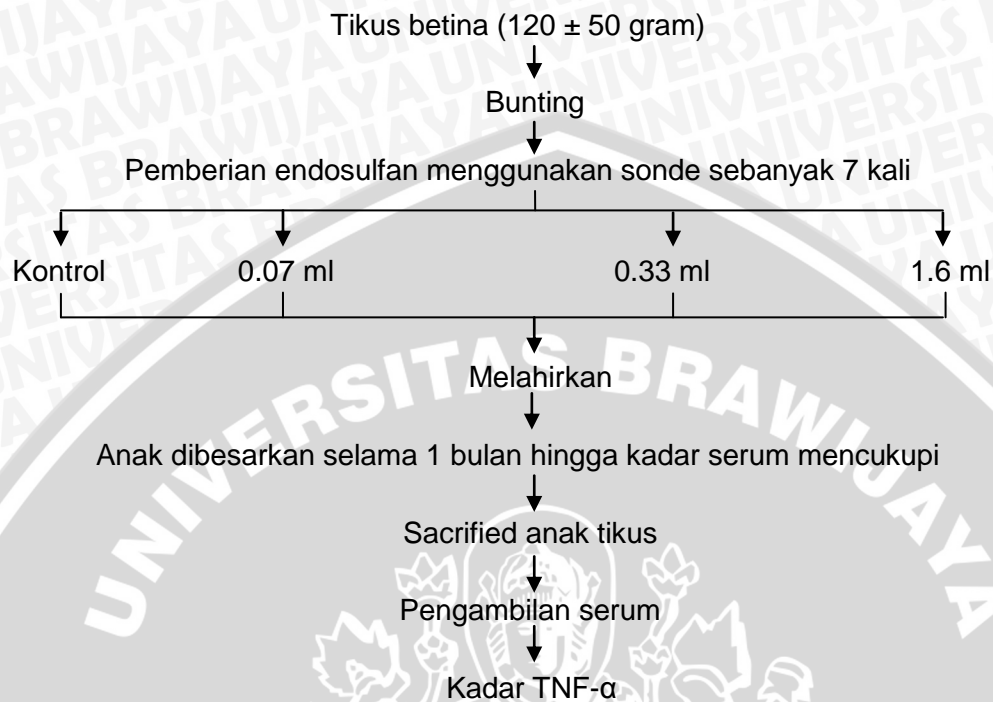 Tikus betina (120 ± 50 gram)
Bunting
Pemberian endosulfan menggunakan sonde sebanyak 7 kali
Kontrol 0.07 ml 0.33 ml 1.6 ml
Melahirkan
UNIVERSITAS BRAWIJAYA
Anak dibesarkan selama 1 bulan hingga kadar serum mencukupi
Sacrified anak tikus
Pengambilan serum
Kadar TNF-α